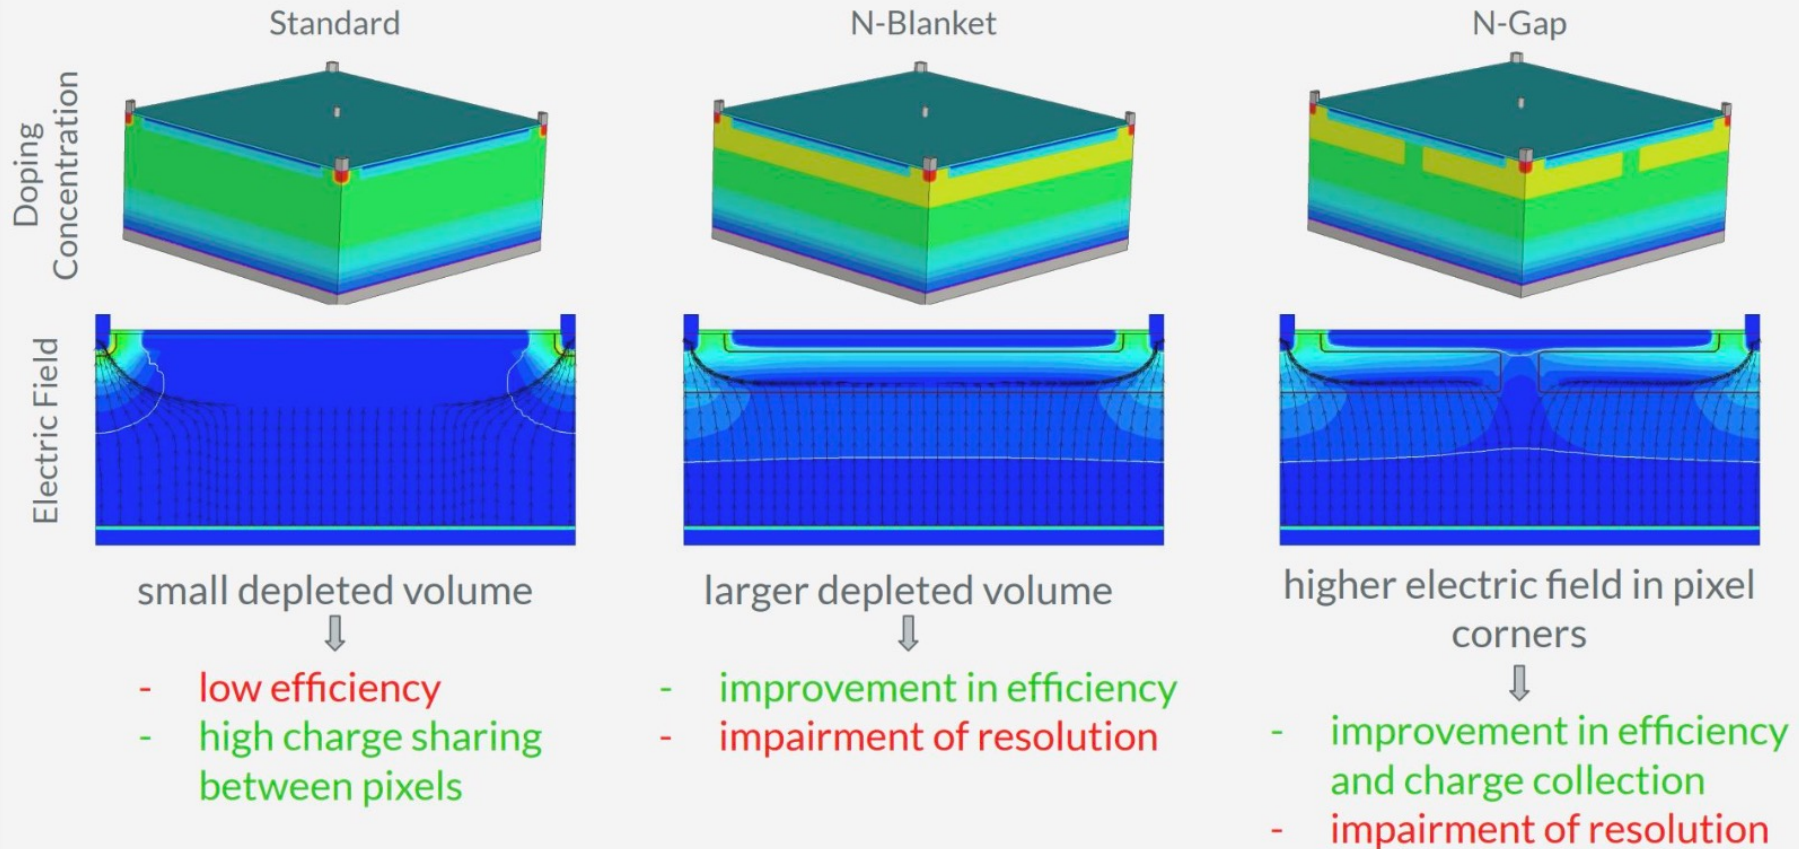 Standard
N-Blanket
N-Gap
Doping
Concentration
Electric Field
small depleted volume
- low efficiency
- high charge sharing
between pixels
larger depleted volume
- improvement in efficiency
- impairment of resolution
higher electric field in pixel
corners
- improvement in efficiency
and charge collection
- impairment of resolution